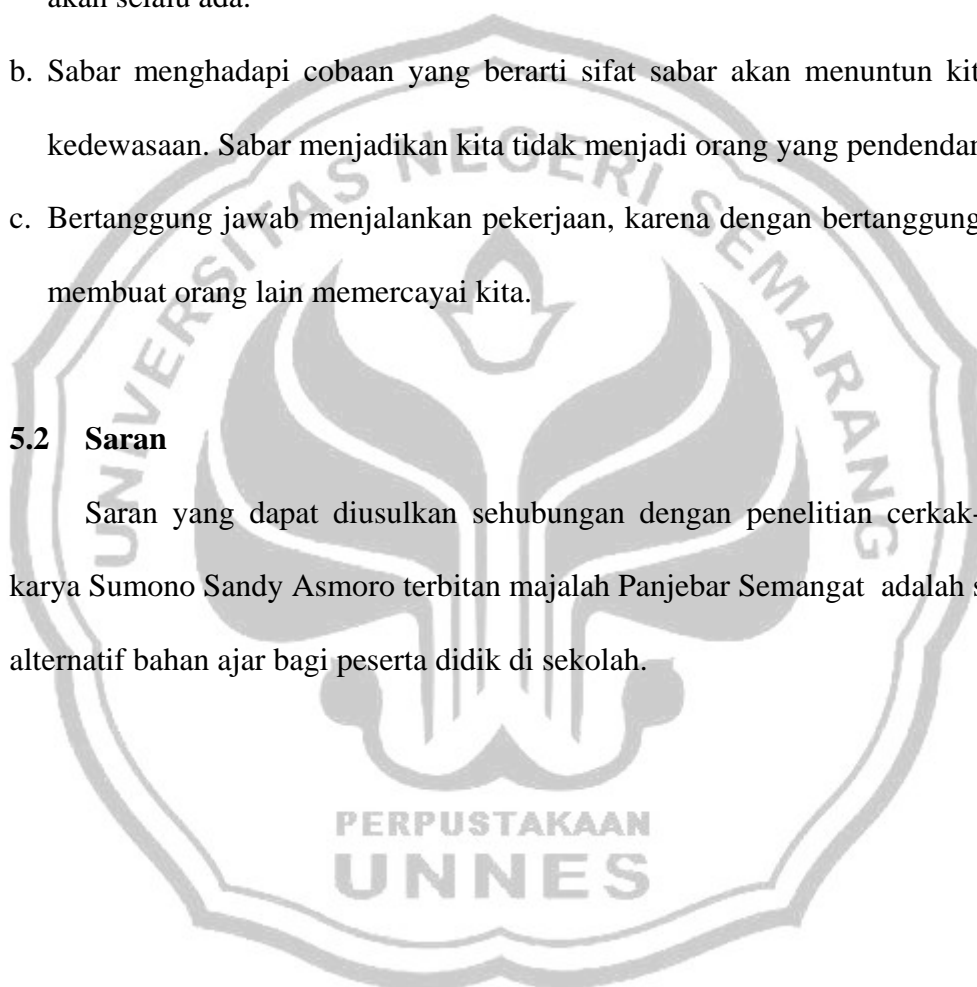 akan selalu ada.
b. Sabar menghadapi cobaan yang berarti sifat sabar akan menuntun
kedewasaan. Sabar menjadikan kita tidak menjadi orang yang
c. Bertanggung jawab menjalankan pekerjaan, karena dengan bertanggung
membuat orang lain memercayai kita.
5.2 Saran
Saran yang dapat diusulkan sehubungan dengan penelitian cerkak-
karya Sumono Sandy Asmoro terbitan majalah Panjebar Semangat adalah
alternatif bahan ajar bagi peserta didik di sekolah.
UNIVERSITAS NEGERI SEMARANG
PERPUSTAKAAN
UNNES